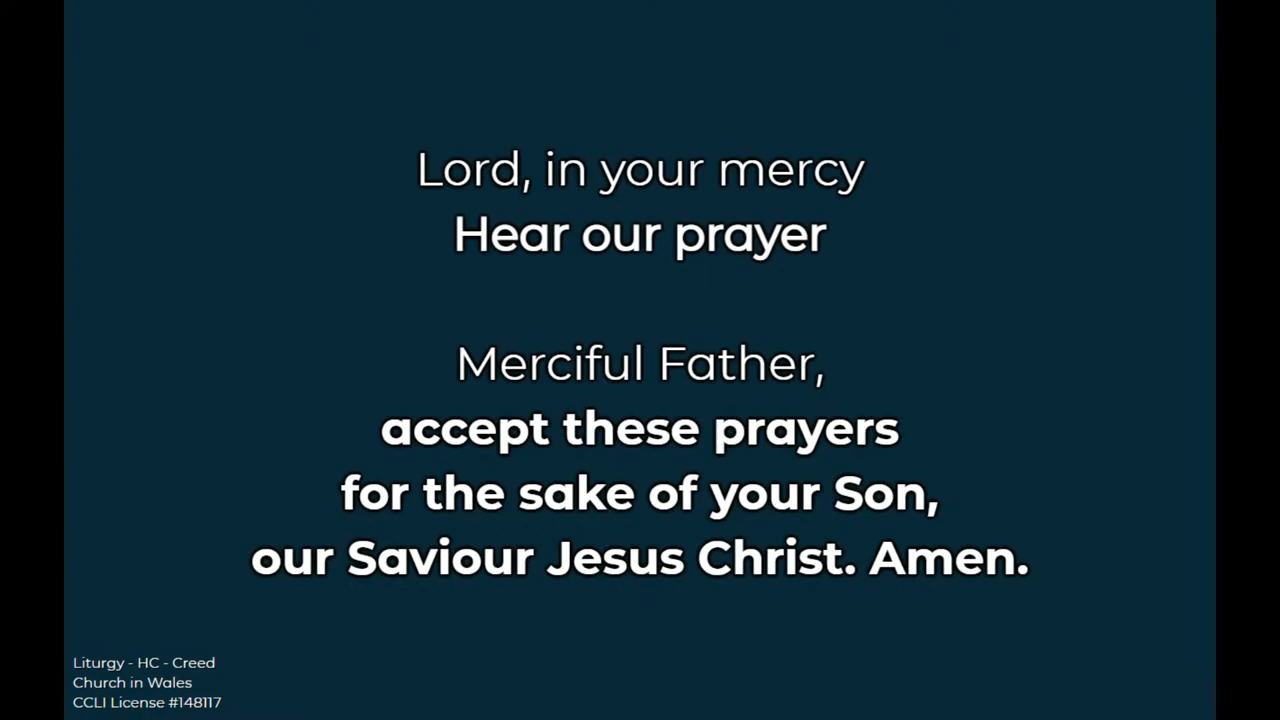 Lord, in your mercy
Hear our prayer
Merciful Father,
accept these prayers
for the sake of your Son,
our Saviour Jesus Christ. Amen.
Liturgy - HC - Creed
Church in Wales
CCLI License #148117